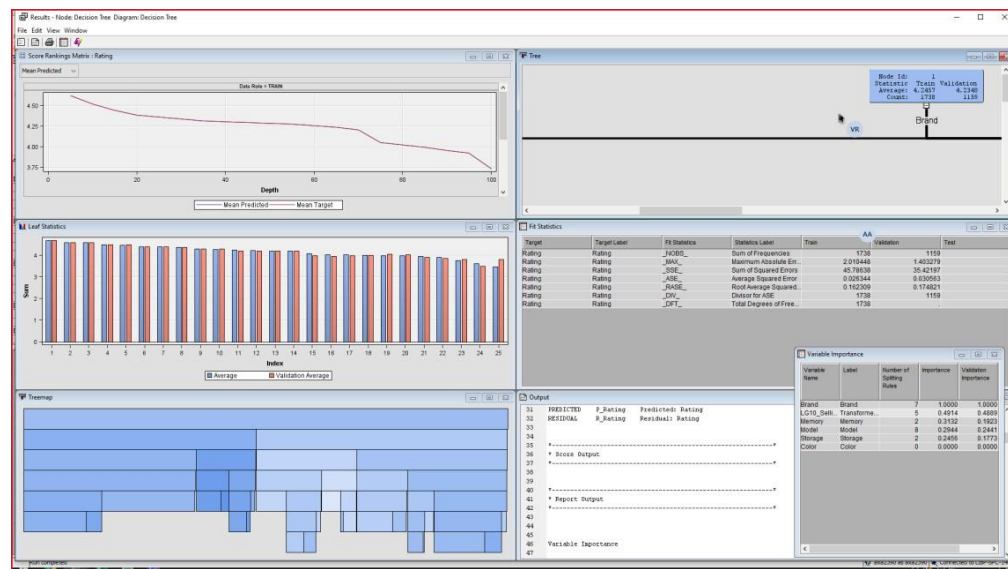 Results - Node: Decision Tree Diagram: Decision Tree
File Edit View Window
Score Rankings Matrix : Rating
Mean Predicted
Data Role = TRAIN
4.50
4.25
4.00
3.75
0 20 40 60 80 100
Depth
Mean Predicted Mean Target
Tree
Node Id: 1
Statistic Train Validation
Average: 4.2457 4.2348
Count: 1738 1159
Brand
VR
Leaf Statistics
Sum
4
3
2
1
0
1 2 3 4 5 6 7 8 9 10 11 12 13 14 15 16 17 18 19 20 21 22 23 24 25
Index
Average Validation Average
Fit Statistics
AA
Target Target Label Fit Statistics Statistics Label Train Validation Test
Rating Rating _NOBS_ Sum of Frequencies 1738 1159
Rating Rating _MAX_ Maximum Absolute Err... 2.010448 1.403279
Rating Rating _SSE_ Sum of Squared Errors 45.78638 35.42197
Rating Rating _ASE_ Average Squared Error 0.026344 0.030563
Rating Rating _RASE_ Root Average Squared... 0.162309 0.174821
Rating Rating _DIV_ Divisor for ASE 1738 1159
Rating Rating _DFT_ Total Degrees of Free... 1738 .
Treemap
Output
31 PREDICTED P_Rating Predicted: Rating
32 RESIDUAL R_Rating Residual: Rating
33
34
35 *------------------------------------------------------------*
36 * Score Output
37 *------------------------------------------------------------*
38
39
40 *------------------------------------------------------------*
41 * Report Output
42 *------------------------------------------------------------*
43
44
45
46 Variable Importance
47
Variable Importance
Variable Name Label Number of Splitting Rules Importance Validation Importance
Brand Brand 7 1.0000 1.0000
LG10_Selli... Transforme... 5 0.4914 0.4889
Memory Memory 2 0.3132 0.1923
Model Model 8 0.2944 0.2441
Storage Storage 2 0.2456 0.1773
Color Color 0 0.0000 0.0000
Run completed